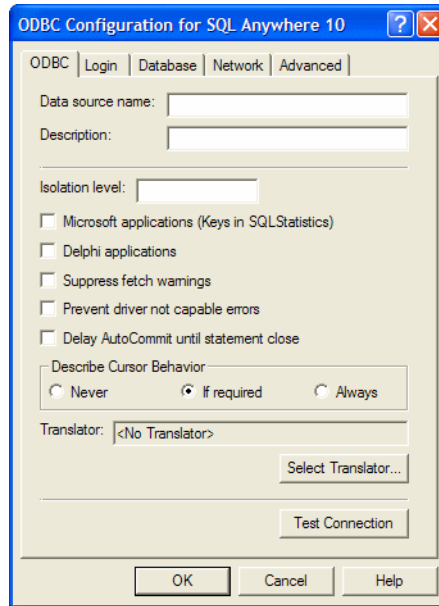 ODBC Configuration for SQL Anywhere 10
ODBC Login Database Network Advanced
Data source name:
Description:
Isolation level:
Microsoft applications (Keys in SQLStatistics)
Delphi applications
Suppress fetch warnings
Prevent driver not capable errors
Delay AutoCommit until statement close
Describe Cursor Behavior
Never If required Always
Translator: <No Translator>
Select Translator...
Test Connection
OK Cancel Help